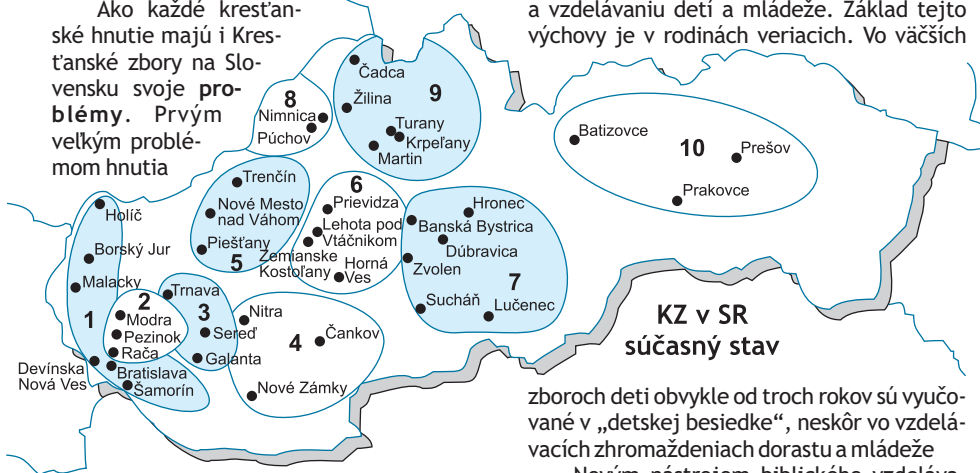 Ako každé kresťan-
ské hnutie majú i Kres-
ťanské zbory na Slo-
vensku svoje pro-
blémy. Prvým
veľkým problé-
mom hnutia
a vzdelávaniu detí a mládeže. Základ tejto
výchovy je v rodinách veriacich. Vo väčších
Čadca
Žilina
9
Turany
Krpeľany
Martin
8
Nimnica
Púchov
Batizovce
10
Prešov
Prakovce
Trenčín
Nové Mesto
nad Váhom
Piešťany
5
6
Prievidza
Lehota pod
Vtáčnikom
Zemianske
Kostoľany
Horná
Ves
Hronec
Banská Bystrica
Dúbravica
Zvolen
7
Sucháň
Lučenec
Holíč
Borský Jur
Malacky
1
2
Modra
Pezinok
Rača
Devínska
Nová Ves
Bratislava
Šamorín
Trnava
3
Sereď
Galanta
Nitra
4
Čankov
Nové Zámky
KZ v SR
súčasný stav
zboroch deti obvykle od troch rokov sú vyučo-
vané v „detskej besiedke“, neskôr vo vzdelá-
vacích zhromaždeniach dorastu a mládeže
Novým nástrojom biblického vzdeláva-